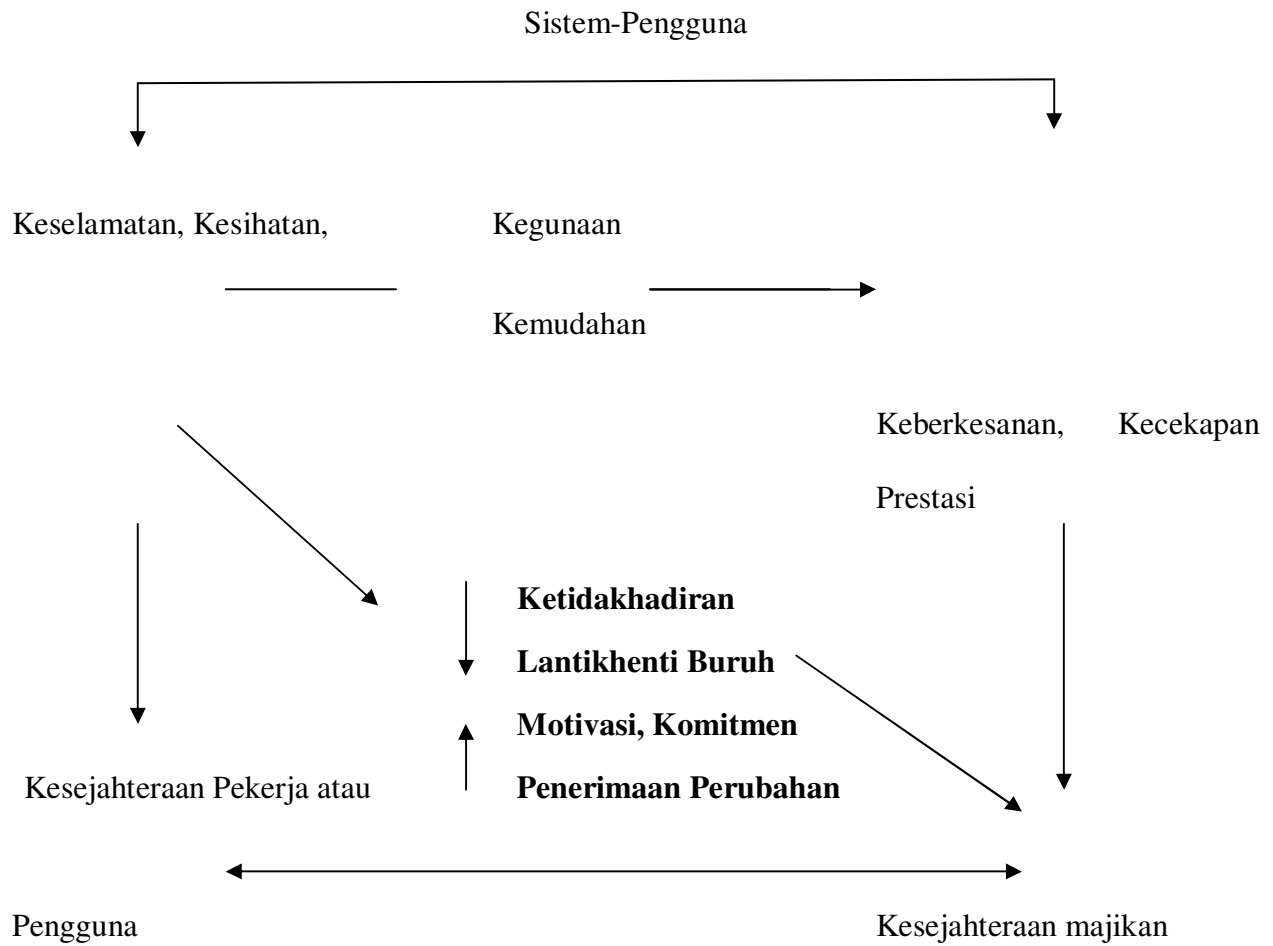 Sistem-Pengguna
Keselamatan, Kesihatan,
Kegunaan
Kemudahan
Keberkesanan, Kecekapan
Prestasi
Ketidakhadiran
Lantikhenti Buruh
Motivasi, Komitmen
Kesejahteraan Pekerja atau
Penerimaan Perubahan
Pengguna
Kesejahteraan majikan